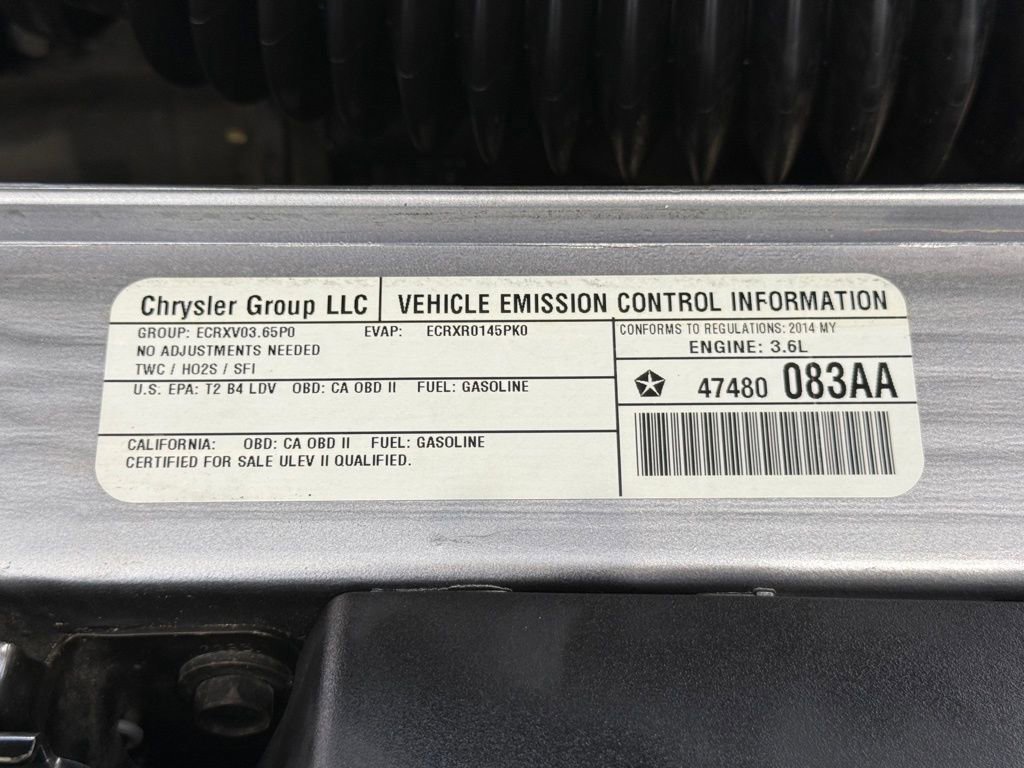 Chrysler Group LLC VEHICLE EMISSION CONTROL INFORMATION
GROUP: ECRXV03.65P0 EVAP: ECRXR0145PK0
NO ADJUSTMENTS NEEDED
TWC / HO2S / SFI
U.S. EPA: T2 B4 LDV OBD: CA OBD II FUEL: GASOLINE
CALIFORNIA: OBD: CA OBD II FUEL: GASOLINE
CERTIFIED FOR SALE ULEV II QUALIFIED.
CONFORMS TO REGULATIONS: 2014 MY
ENGINE: 3.6L
47480 083AA